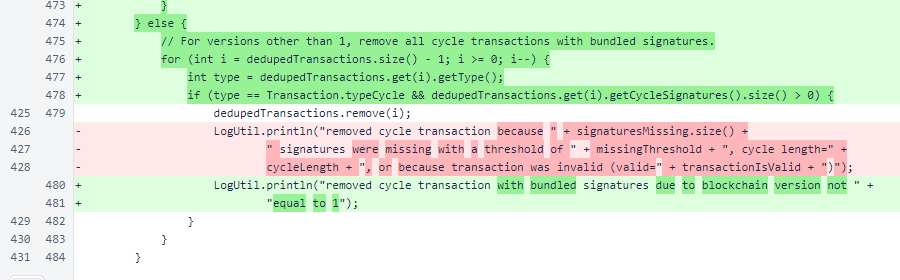 473 + }
474 + } else {
475 + // For versions other than 1, remove all cycle transactions with bundled signatures.
476 + for (int i = dedupedTransactions.size() - 1; i >= 0; i--) {
477 + int type = dedupedTransactions.get(i).getType();
478 + if (type == Transaction.typeCycle && dedupedTransactions.get(i).getCycleSignatures().size() > 0) {
425 479 dedupedTransactions.remove(i);
426 - LogUtil.println("removed cycle transaction because " + signaturesMissing.size() +
427 - " signatures were missing with a threshold of " + missingThreshold + ", cycle length=" +
428 - cycleLength + ", or because transaction was invalid (valid=" + transactionIsValid + ")");
480 + LogUtil.println("removed cycle transaction with bundled signatures due to blockchain version not " +
481 + "equal to 1");
429 482 }
430 483 }
431 484 }